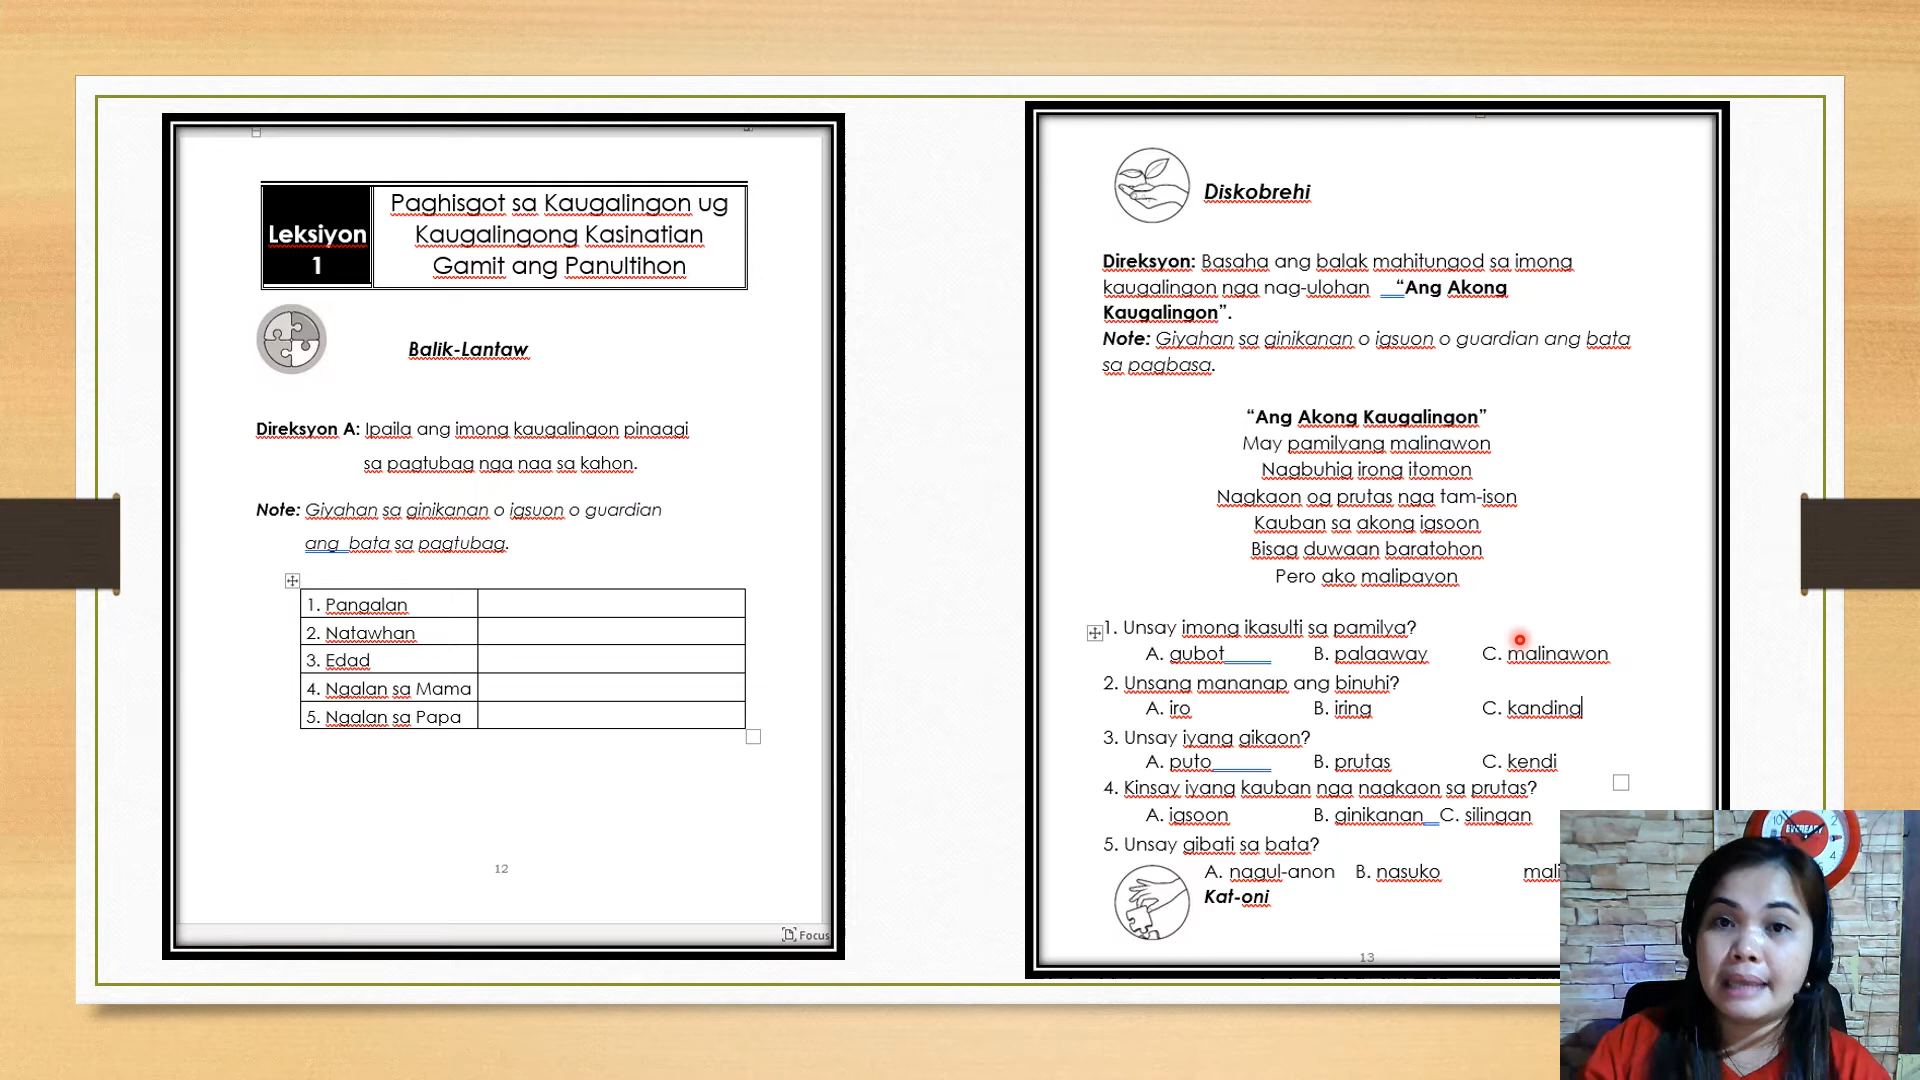 Leksiyon
1
Paghisgot sa Kaugalingon ug
Kaugalingong Kasinatian
Gamit ang Panultihon
Balik-Lantaw
Direksyon A: Ipaila ang imong kaugalingon pinaagi
sa pagtubag nga naa sa kahon.
Note: Giyahan sa ginikanan o igsuon o guardian
ang bata sa pagtubag.
1. Pangalan
2. Natawhan
3. Edad
4. Ngalan sa Mama
5. Ngalan sa Papa
12
Focus
Diskobrehi
Direksyon: Basaha ang balak mahitungod sa imong
kaugalingon nga nag-ulohan “Ang Akong
Kaugalingon”.
Note: Giyahan sa ginikanan o igsuon o guardian ang bata
sa pagbasa.
“Ang Akong Kaugalingon”
May pamilyang malinawon
Nagbuhig irong itomon
Nagkaon og prutas nga tam-ison
Kauban sa akong igsoon
Bisag duwaan baratohon
Pero ako malipayon
1. Unsay imong ikasulti sa pamilya?
A. gubot B. palaaway C. malinawon
2. Unsang mananap ang binuhi?
A. iro B. iring C. kanding
3. Unsay iyang gikaon?
A. puto B. prutas C. kendi
4. Kinsay iyang kauban nga nagkaon sa prutas?
A. igsoon B. ginikanan C. silingan
5. Unsay gibati sa bata?
A. nagul-anon B. nasuko mali
Kat-oni
13
10
2
EVEREADY
4